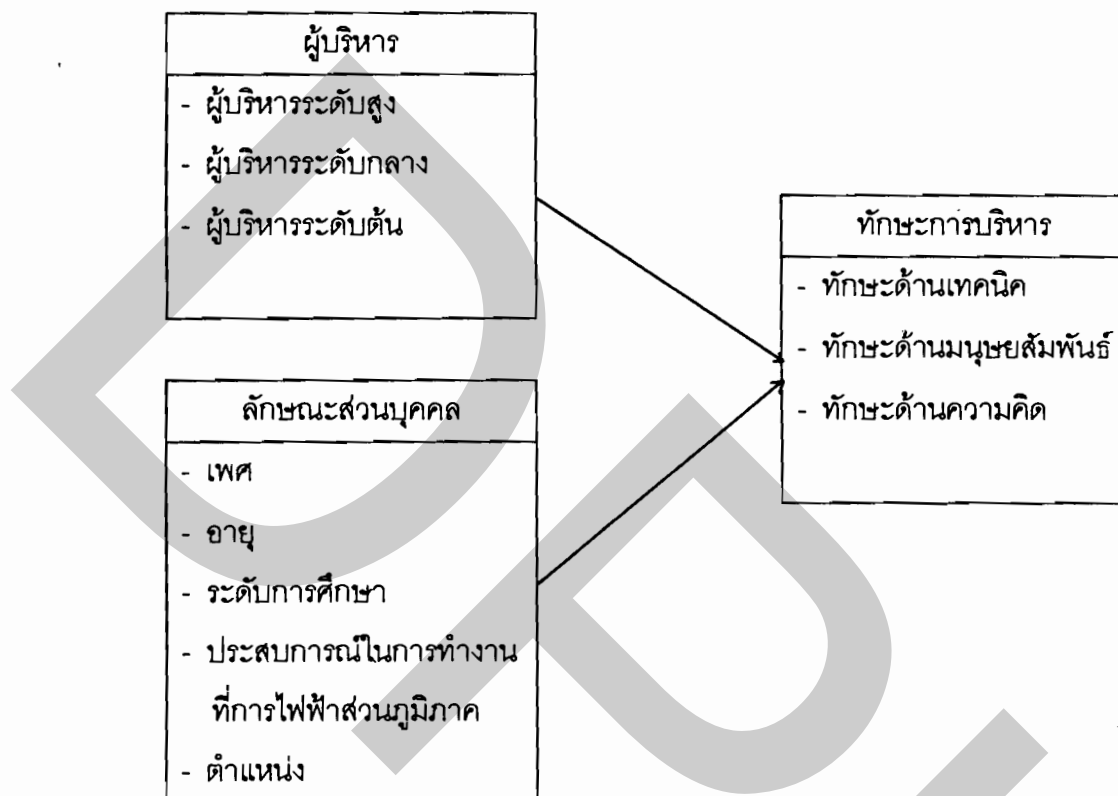 ผู้บริหาร
- ผู้บริหารระดับสูง
- ผู้บริหารระดับกลาง
- ผู้บริหารระดับต้น
ลักษณะส่วนบุคคล
- เพศ
- อายุ
- ระดับการศึกษา
- ประสบการณ์ในการทำงาน
ที่การไฟฟ้าส่วนภูมิภาค
- ตำแหน่ง
ทักษะการบริหาร
- ทักษะด้านเทคนิค
- ทักษะด้านมนุษยสัมพันธ์
- ทักษะด้านความคิด